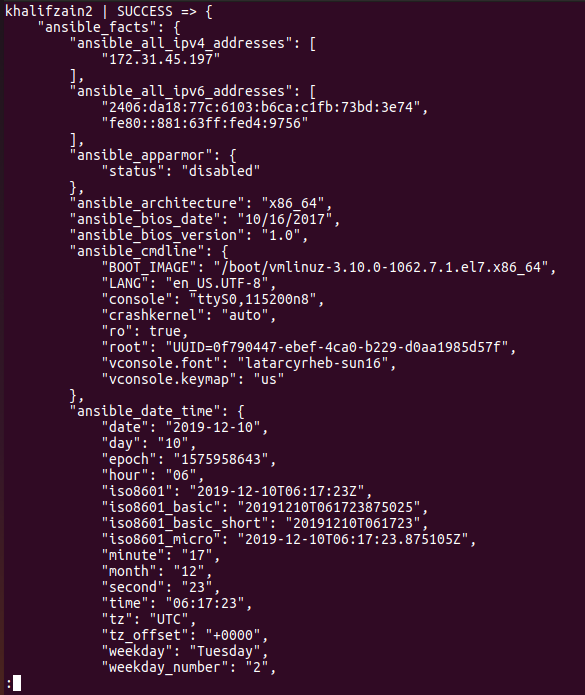 khalifzain2 | SUCCESS => {
    "ansible_facts": {
        "ansible_all_ipv4_addresses": [
            "172.31.45.197"
        ],
        "ansible_all_ipv6_addresses": [
            "2406:da18:77c:6103:b6ca:c1fb:73bd:3e74",
            "fe80::881:63ff:fed4:9756"
        ],
        "ansible_apparmor": {
            "status": "disabled"
        },
        "ansible_architecture": "x86_64",
        "ansible_bios_date": "10/16/2017",
        "ansible_bios_version": "1.0",
        "ansible_cmdline": {
            "BOOT_IMAGE": "/boot/vmlinuz-3.10.0-1062.7.1.el7.x86_64",
            "LANG": "en_US.UTF-8",
            "console": "ttyS0,115200n8",
            "crashkernel": "auto",
            "ro": true,
            "root": "UUID=0f790447-ebef-4ca0-b229-d0aa1985d57f",
            "vconsole.font": "latarcyrheb-sun16",
            "vconsole.keymap": "us"
        },
        "ansible_date_time": {
            "date": "2019-12-10",
            "day": "10",
            "epoch": "1575958643",
            "hour": "06",
            "iso8601": "2019-12-10T06:17:23Z",
            "iso8601_basic": "20191210T061723875025",
            "iso8601_basic_short": "20191210T061723",
            "iso8601_micro": "2019-12-10T06:17:23.875105Z",
            "minute": "17",
            "month": "12",
            "second": "23",
            "time": "06:17:23",
            "tz": "UTC",
            "tz_offset": "+0000",
            "weekday": "Tuesday",
            "weekday_number": "2",
: